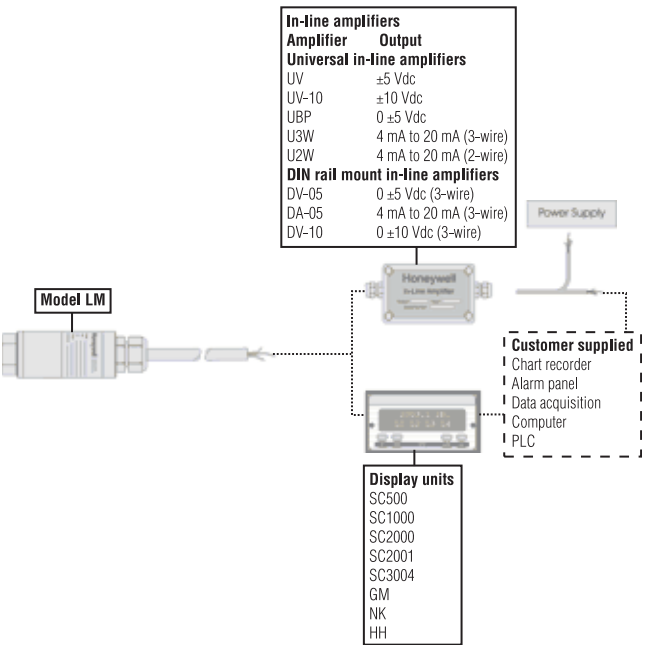 In-line amplifiers
Amplifier Output
Universal in-line amplifiers
UV ±5 Vdc
UV-10 ±10 Vdc
UBP 0 ±5 Vdc
U3W 4 mA to 20 mA (3-wire)
U2W 4 mA to 20 mA (2-wire)
DIN rail mount in-line amplifiers
DV-05 0 ±5 Vdc (3-wire)
DA-05 4 mA to 20 mA (3-wire)
DV-10 0 ±10 Vdc (3-wire)
Power Supply
Honeywell
In-Line Amplifier
Model LM
Customer supplied
Chart recorder
Alarm panel
Data acquisition
Computer
PLC
Display units
SC500
SC1000
SC2000
SC2001
SC3004
GM
NK
HH